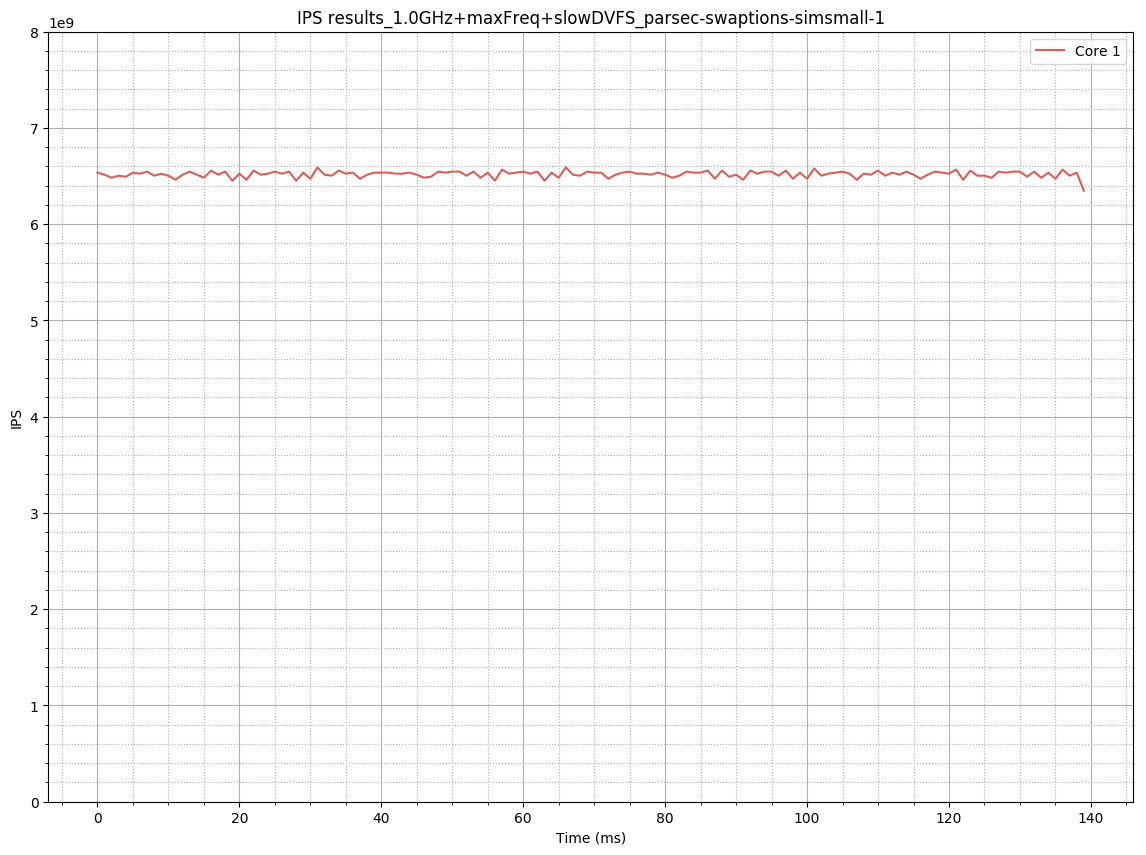 IPS results_1.0GHz+maxFreq+slowDVFS_parsec-swaptions-simsmall-1
1e9
Core 1
8
7
6
5
4
3
2
1
0
IPS
0 20 40 60 80 100 120 140
Time (ms)